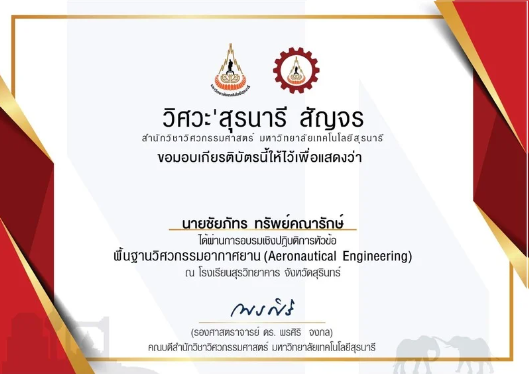 วิศวะ'สุรนารี สัญจร
สำนักวิชาวิศวกรรมศาสตร์ มหาวิทยาลัยเทคโนโลยีสุรนารี
ขอมอบเกียรติบัตรนี้ให้ไว้เพื่อแสดงว่า
นายชัยภัทร ทรัพย์คณารักษ์
ได้ผ่านการอบรมเชิงปฏิบัติการหัวข้อ
พื้นฐานวิศวกรรมอากาศยาน (Aeronautical Engineering)
ณ โรงเรียนสุรวิทยาคาร จังหวัดสุรินทร์
(รองศาสตราจารย์ ดร. พรศิริ จงกล)
คณบดีสำนักวิชาวิศวกรรมศาสตร์ มหาวิทยาลัยเทคโนโลยีสุรนารี